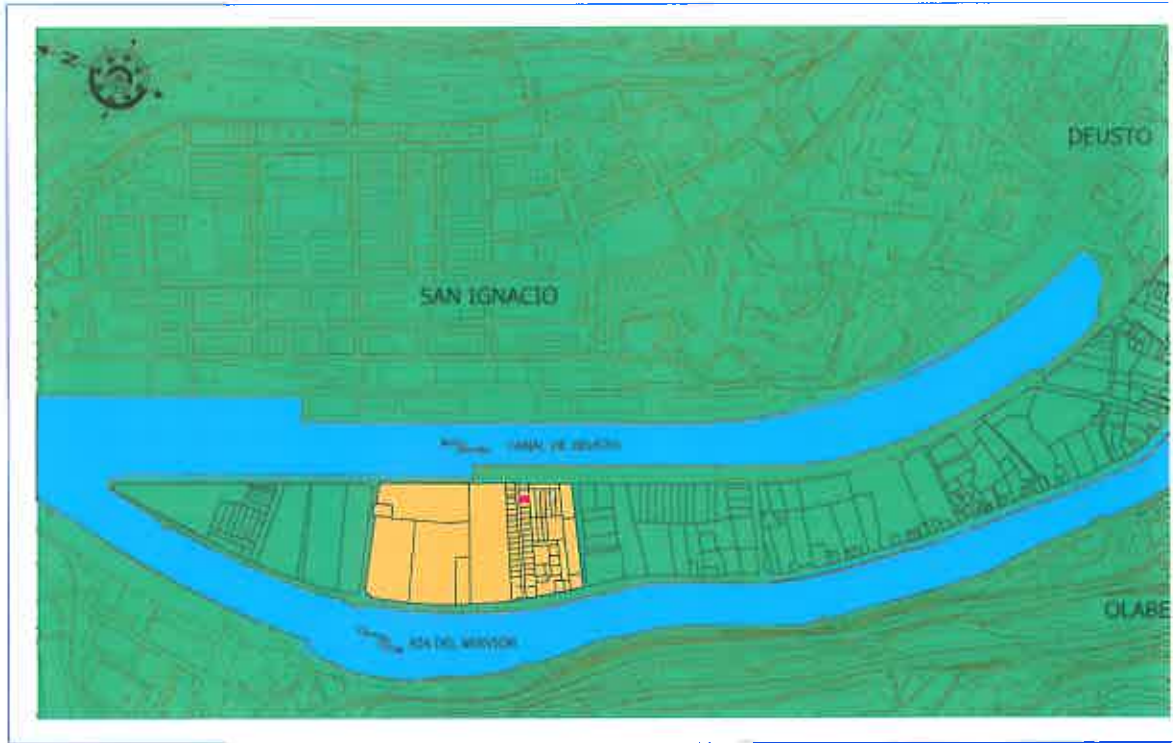 N
DEUSTO
SAN IGNACIO
CANAL DE DEUSTO
OLABE
RIA DEL NERVION